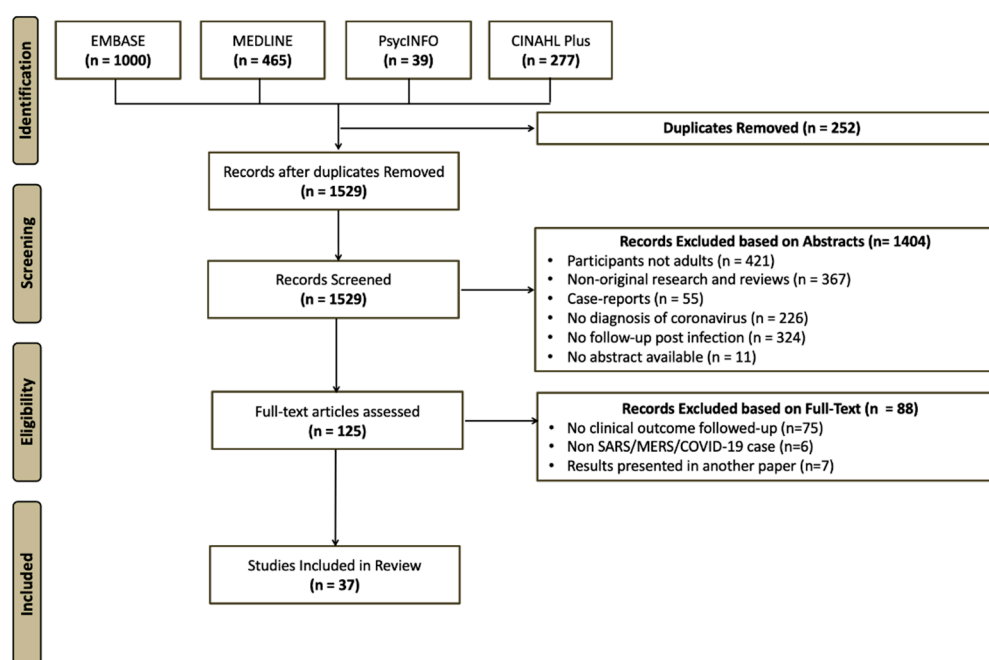 Identification
EMBASE
(n = 1000)
MEDLINE
(n = 465)
PsycINFO
(n = 39)
CINAHL Plus
(n = 277)
Duplicates Removed (n = 252)
Records after duplicates Removed
(n = 1529)
Screening
Records Screened
(n = 1529)
Records Excluded based on Abstracts (n= 1404)
• Participants not adults (n = 421)
• Non-original research and reviews (n = 367)
• Case-reports (n = 55)
• No diagnosis of coronavirus (n = 226)
• No follow-up post infection (n = 324)
• No abstract available (n = 11)
Eligibility
Full-text articles assessed
(n = 125)
Records Excluded based on Full-Text (n = 88)
• No clinical outcome followed-up (n=75)
• Non SARS/MERS/COVID-19 case (n=6)
• Results presented in another paper (n=7)
Included
Studies Included in Review
(n = 37)